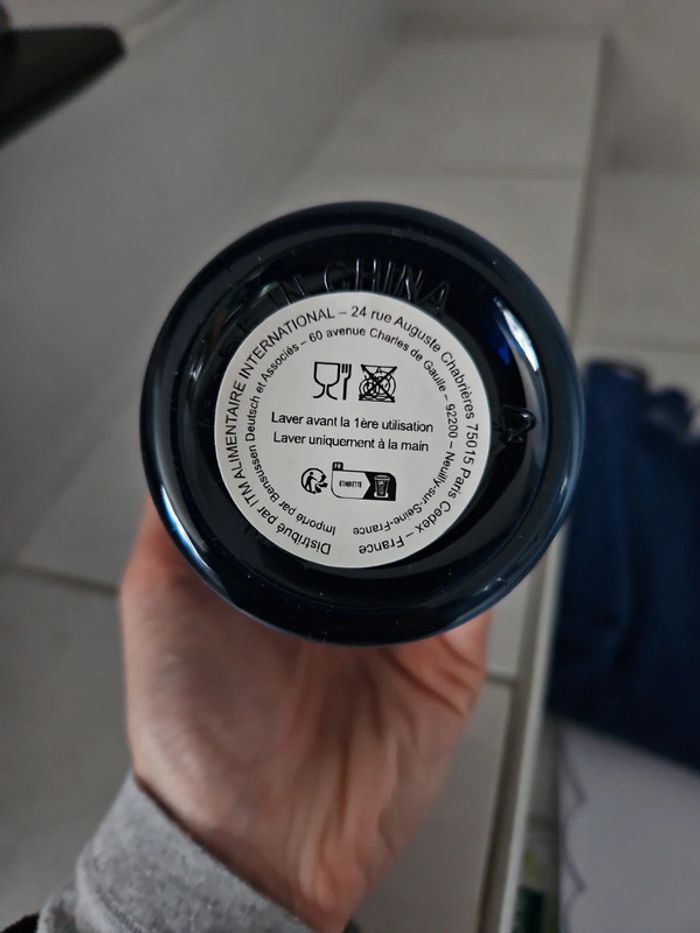 IN CHINA
Distribué par ITM ALIMENTAIRE INTERNATIONAL – 24 rue Auguste Chabrières 75015 Paris Cedex – France
Importé par Bensussen Deutsch et Associés – 60 avenue Charles de Gaulle – 92200 – Neuilly-sur-Seine-France
Laver avant la 1ère utilisation
Laver uniquement à la main
ÉTIQUETTE